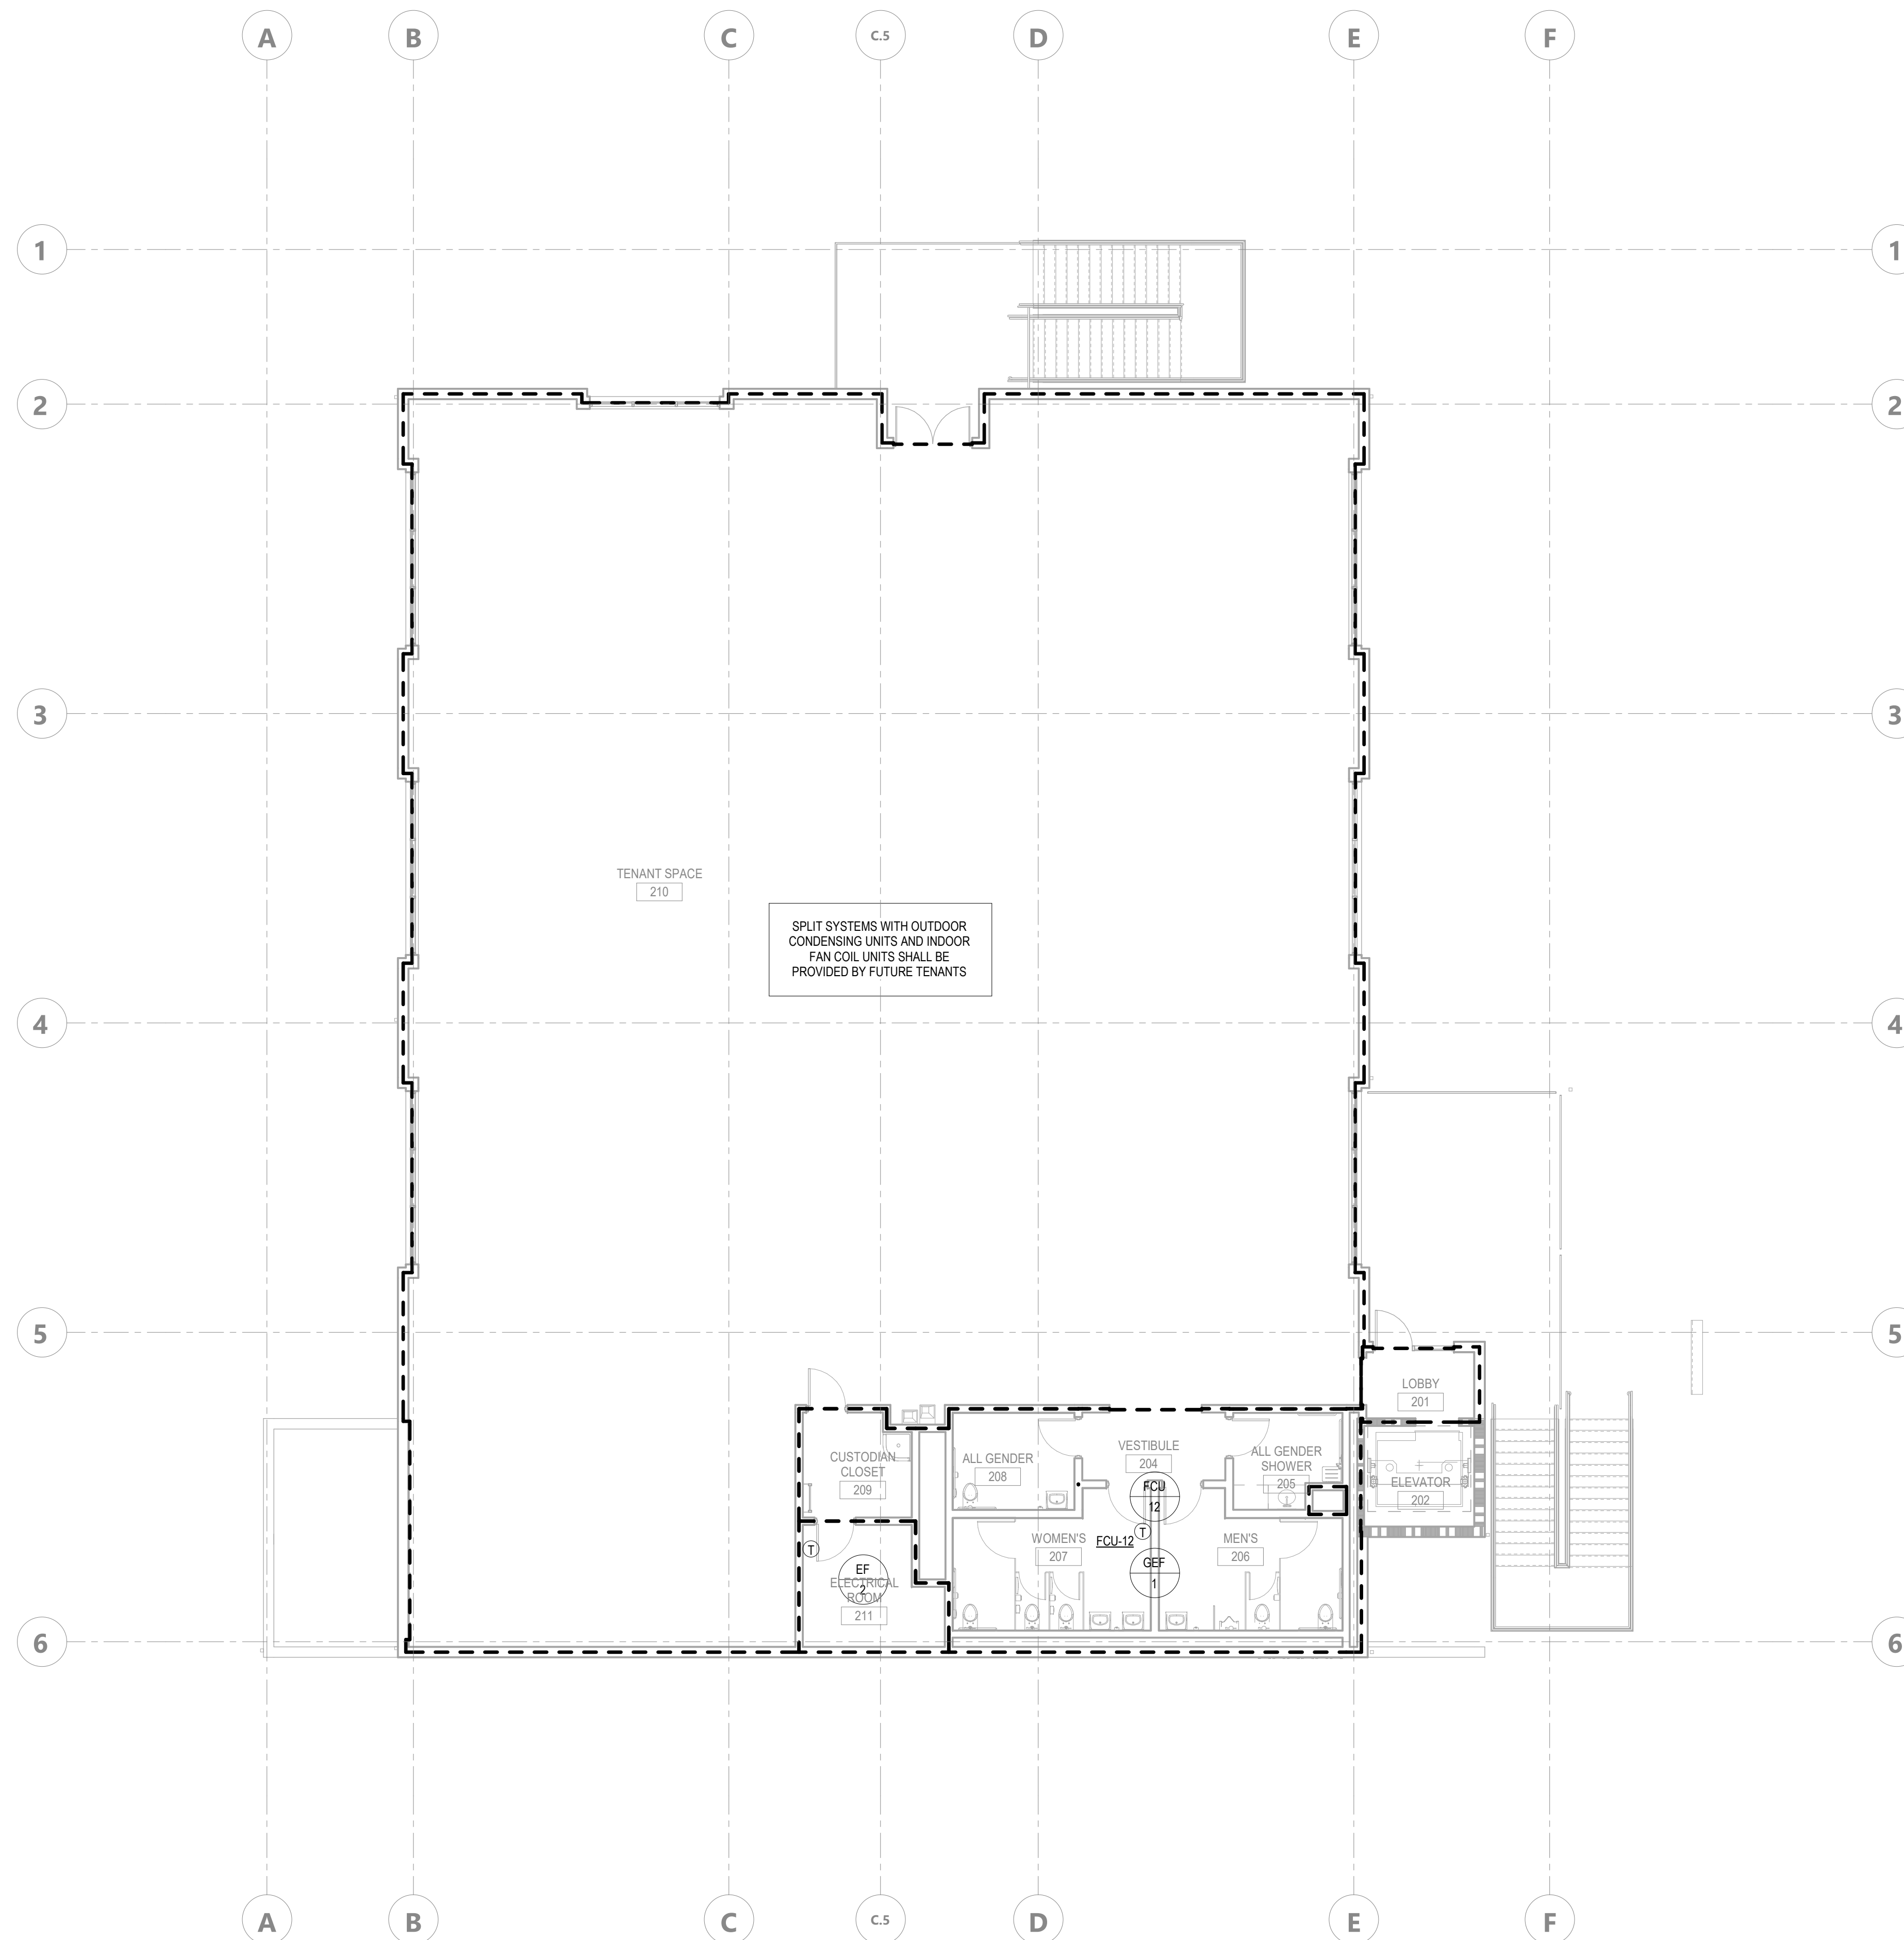 A
B
C
C.5
D
E
F
1
1
2
2
3
3
TENANT SPACE
210
SPLIT SYSTEMS WITH OUTDOOR
CONDENSING UNITS AND INDOOR
FAN COIL UNITS SHALL BE
PROVIDED BY FUTURE TENANTS
4
4
5
5
LOBBY
201
CUSTODIAN
CLOSET
209
ALL GENDER
208
VESTIBULE
204
ALL GENDER
SHOWER
205
ELEVATOR
202
FCU
12
T
WOMEN'S
207
FCU-12
T
MEN'S
206
EF
2
ELECTRICAL
ROOM
211
GEF
1
6
6
A
B
C
C.5
D
E
F